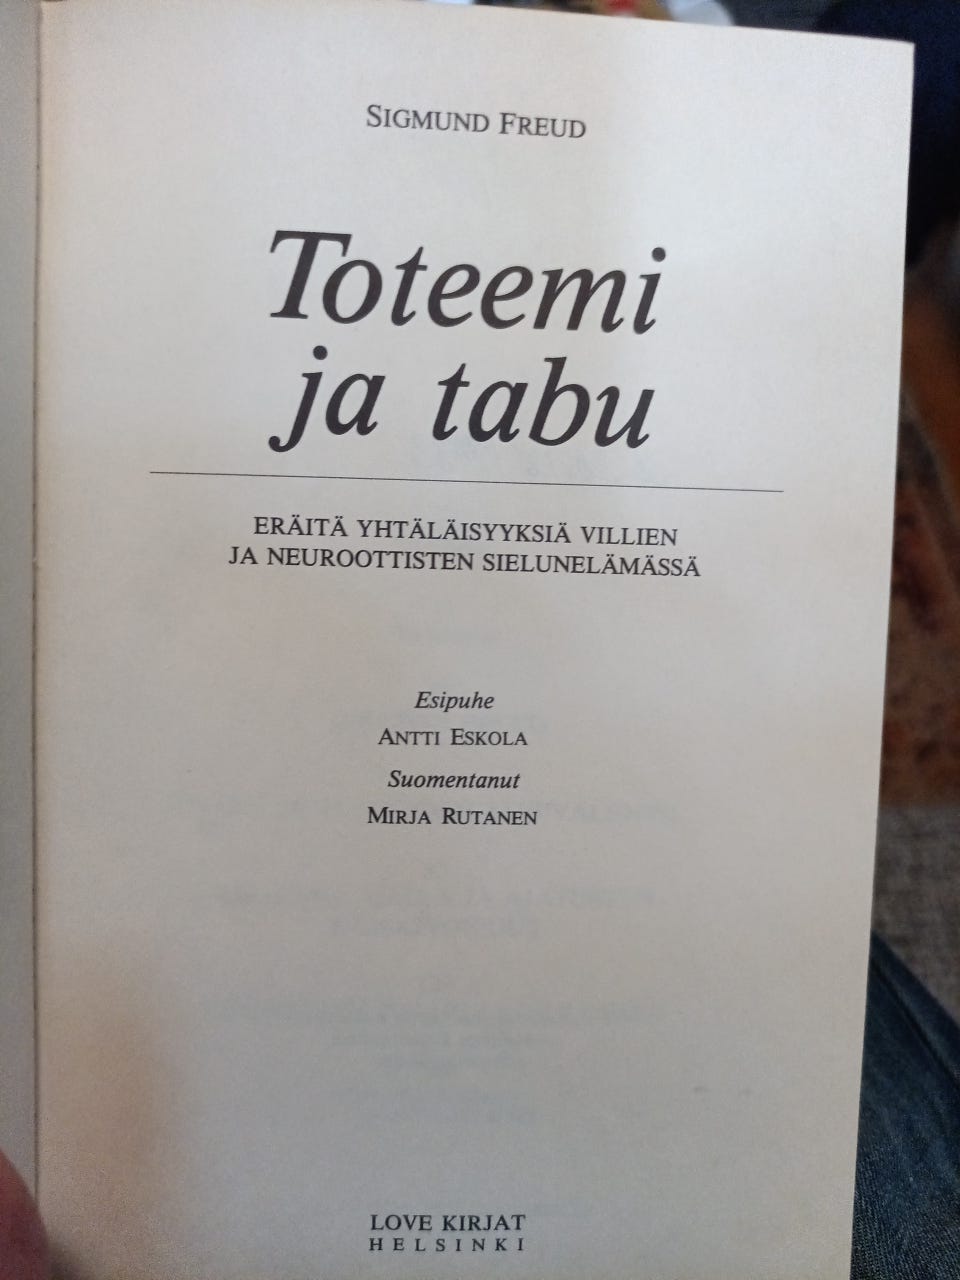 SIGMUND FREUD
Toteemi
ja tabu
ERÄITÄ YHTÄLÄISYYKSIÄ VILLIEN
JA NEUROOTTISTEN SIELUNELÄMÄSSÄ
Esipuhe
ANTTI ESKOLA
Suomentanut
MIRJA RUTANEN
LOVE KIRJAT
HELSINKI